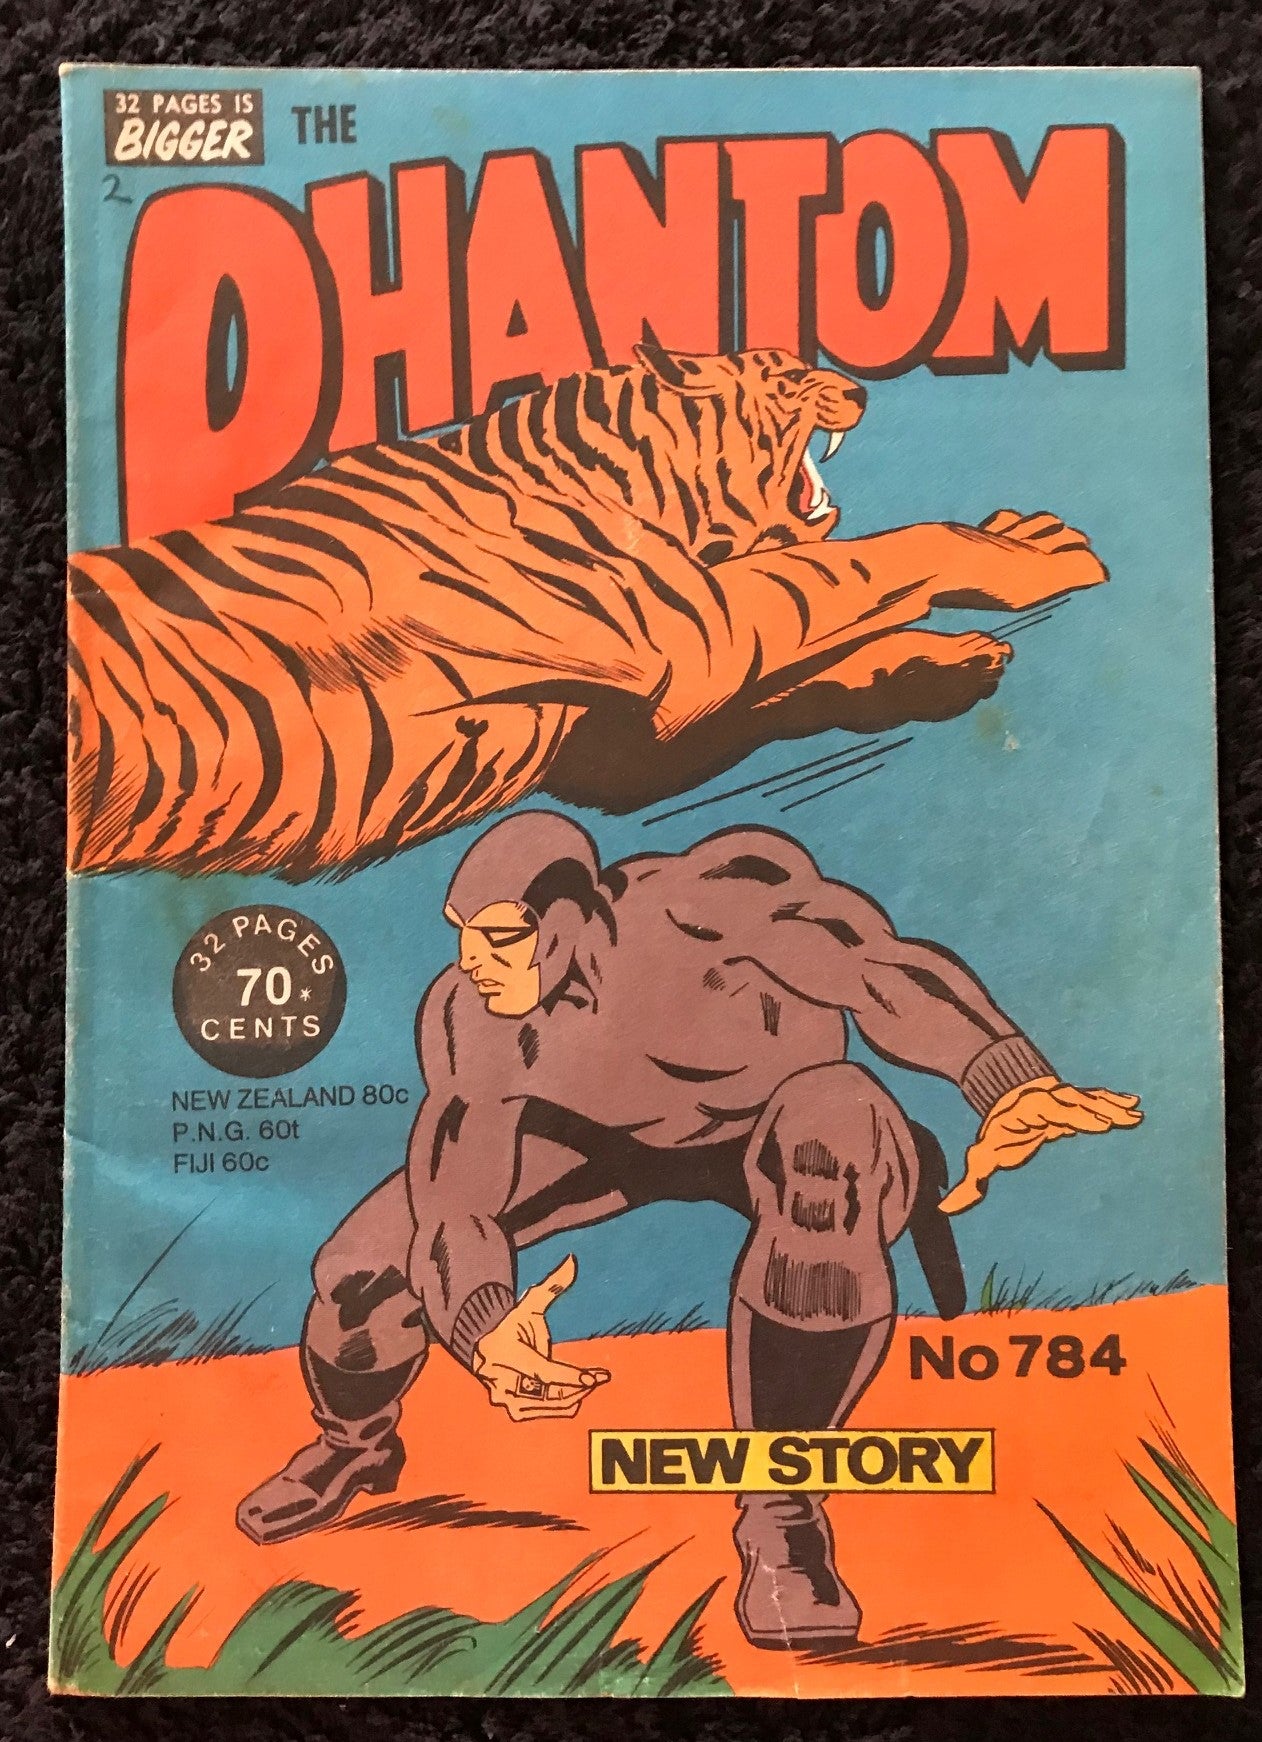 32 PAGES IS
BIGGER
2
THE
PHANTOM
32 PAGES
70*
CENTS
NEW ZEALAND 80c
P.N.G. 60t
FIJI 60c
No 784
NEW STORY